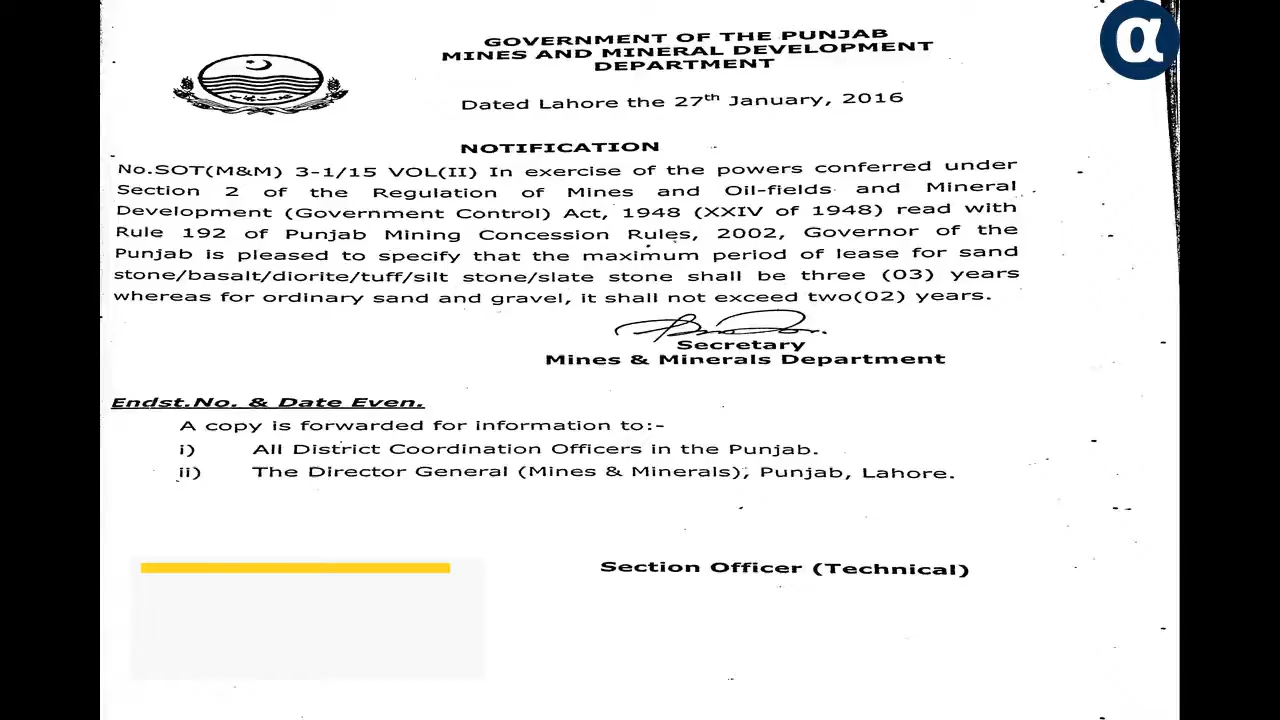 α
GOVERNMENT OF THE PUNJAB
MINES AND MINERAL DEVELOPMENT
DEPARTMENT
Dated Lahore the 27th January, 2016
NOTIFICATION
No.SOT(M&M) 3-1/15 VOL(II) In exercise of the powers conferred under
Section 2 of the Regulation of Mines and Oil-fields and Mineral
Development (Government Control) Act, 1948 (XXIV of 1948) read with
Rule 192 of Punjab Mining Concession Rules, 2002, Governor of the
Punjab is pleased to specify that the maximum period of lease for sand
stone/basalt/diorite/tuff/silt stone/slate stone shall be three (03) years
whereas for ordinary sand and gravel, it shall not exceed two(02) years.
Secretary
Mines & Minerals Department
Endst.No. & Date Even.
A copy is forwarded for information to:-
i) All District Coordination Officers in the Punjab.
ii) The Director General (Mines & Minerals), Punjab, Lahore.
Section Officer (Technical)